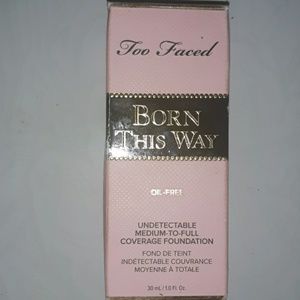 Too Faced
BORN
THIS WAY
OIL-FREE
UNDETECTABLE
MEDIUM-TO-FULL
COVERAGE FOUNDATION
FOND DE TEINT
INDÉTECTABLE COUVRANCE
MOYENNE À TOTALE
30 mL / 1.0 Fl. Oz.